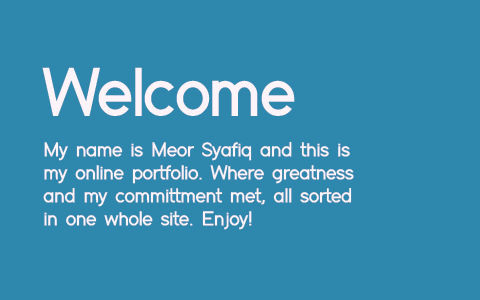 Welcome
My name is Meor Syafiq and this is
my online portfolio. Where greatness
and my committment met, all sorted
in one whole site. Enjoy!